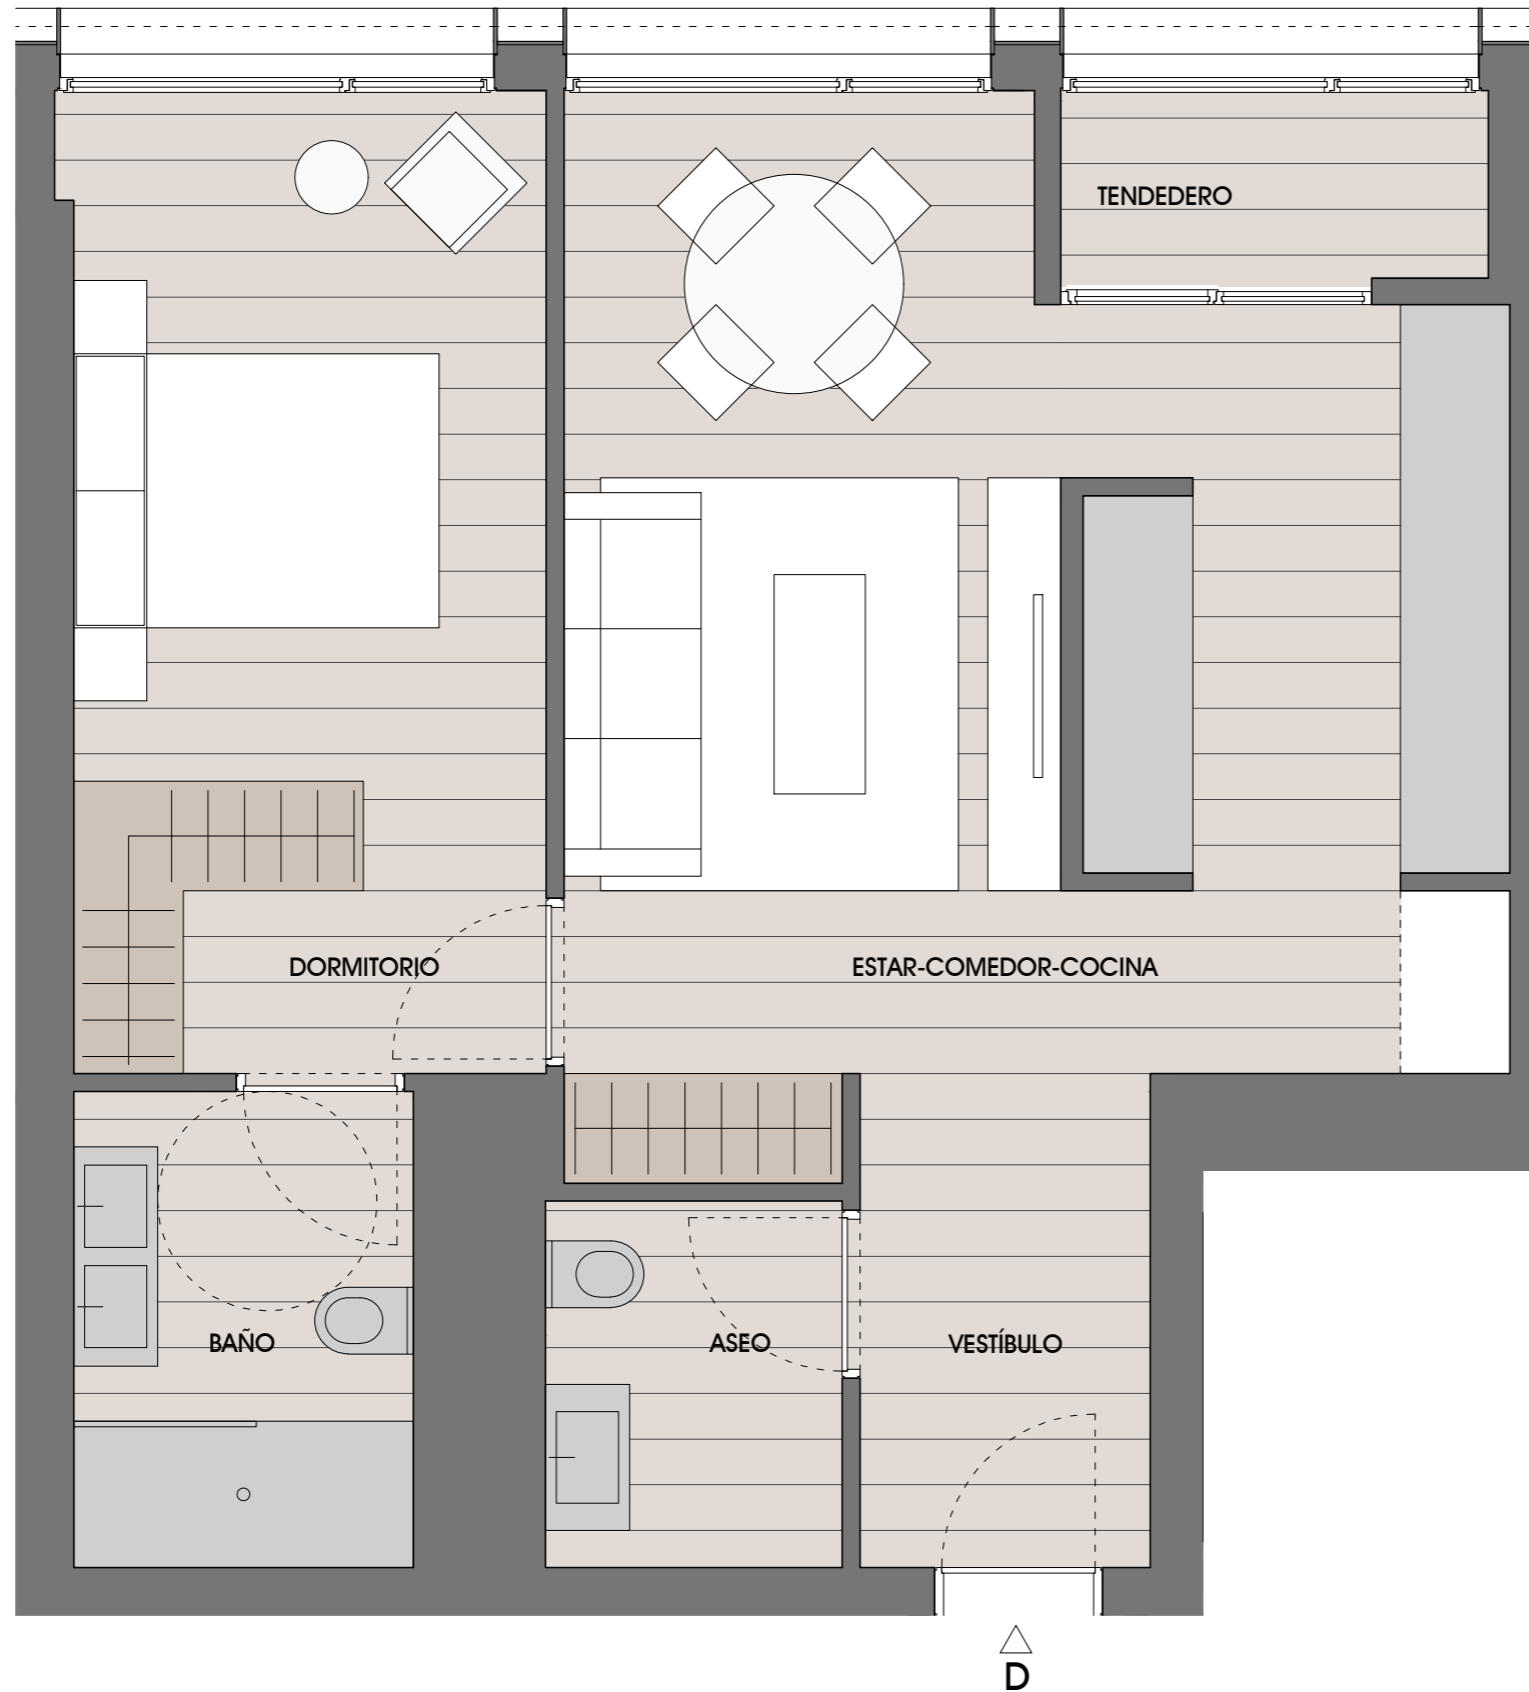 TENDEDERO
DORMITORIO
ESTAR-COMEDOR-COCINA
BAÑO
ASEO
VESTÍBULO
D